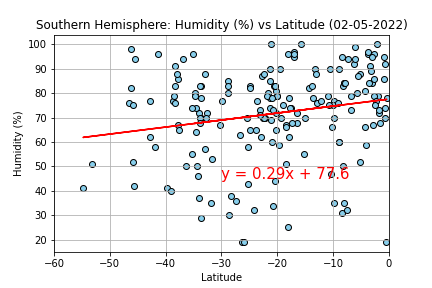 Southern Hemisphere: Humidity (%) vs Latitude (02-05-2022)
Humidity (%)
100
90
80
70
60
50
40
30
20
y = 0.29x + 77.6
−60 −50 −40 −30 −20 −10 0
Latitude